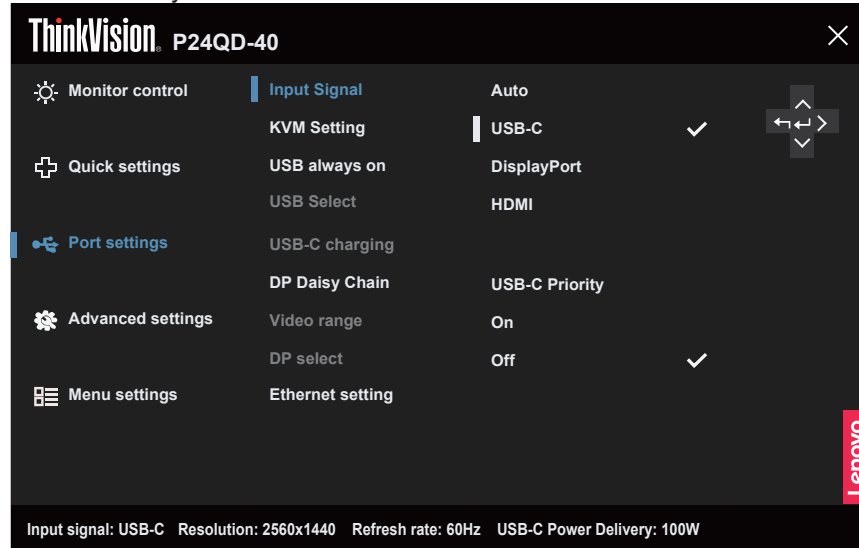 ThinkVision® P24QD-40
Monitor control
Input Signal
Auto
KVM Setting
USB-C
Quick settings
USB always on
DisplayPort
USB Select
HDMI
Port settings
USB-C charging
DP Daisy Chain
USB-C Priority
Advanced settings
Video range
On
DP select
Off
Menu settings
Ethernet setting
Lenovo
Input signal: USB-C Resolution: 2560x1440 Refresh rate: 60Hz USB-C Power Delivery: 100W